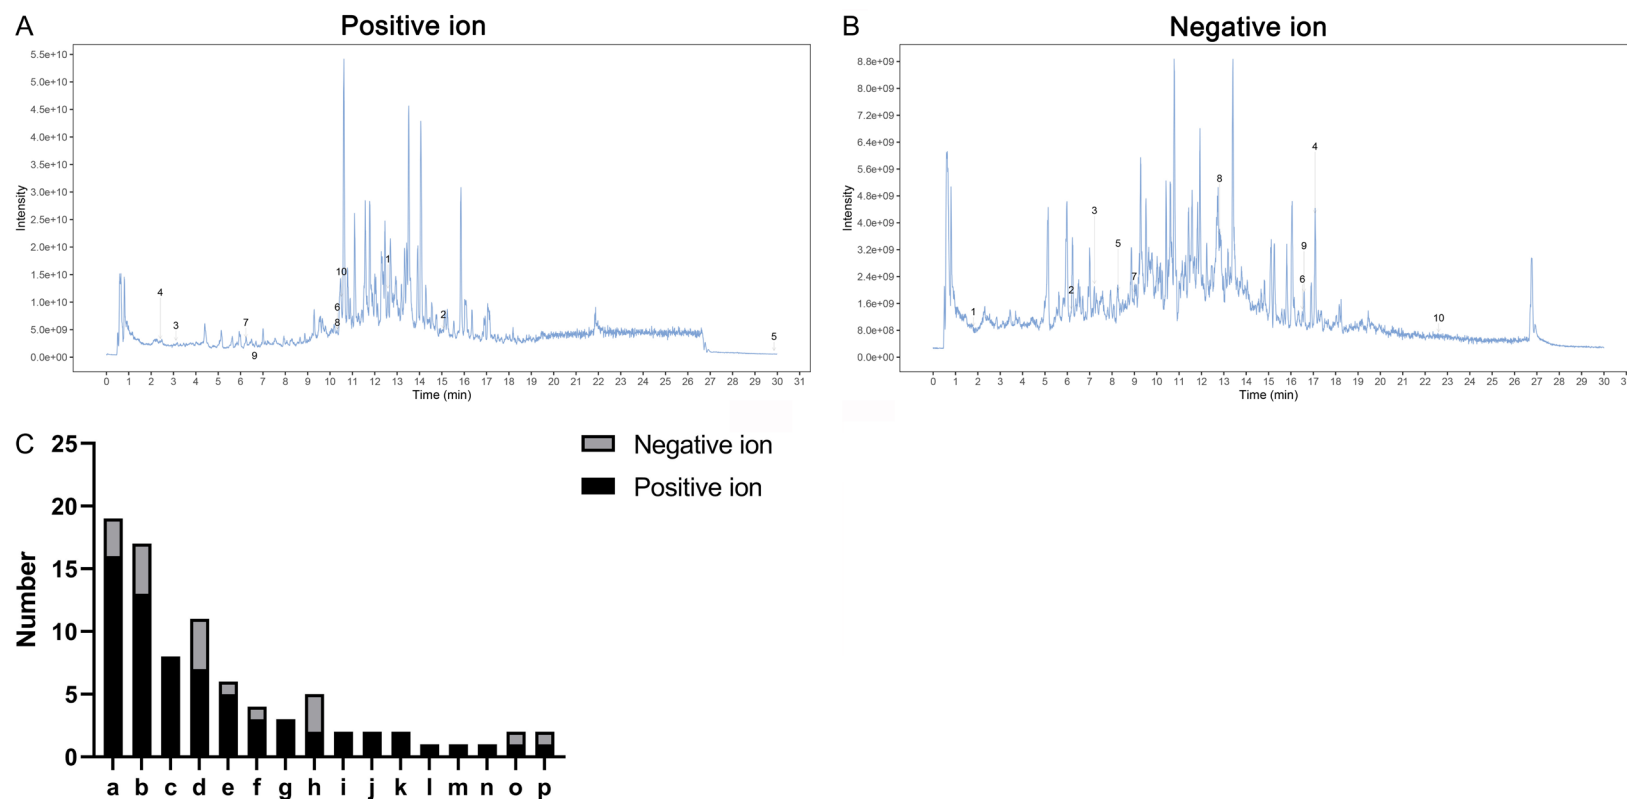 A
Positive ion
5.5e+10
5.0e+10
4.5e+10
4.0e+10
3.5e+10
3.0e+10
2.5e+10
2.0e+10
1.5e+10
1.0e+10
5.0e+09
0.0e+00
Intensity
4
3
7
9
10
6
8
1
2
5
0 1 2 3 4 5 6 7 8 9 10 11 12 13 14 15 16 17 18 19 20 21 22 23 24 25 26 27 28 29 30 31
Time (min)
B
Negative ion
8.8e+09
8.0e+09
7.2e+09
6.4e+09
5.6e+09
4.8e+09
4.0e+09
3.2e+09
2.4e+09
1.6e+09
8.0e+08
0.0e+00
Intensity
1
2
3
5
7
8
9
6
4
10
0 1 2 3 4 5 6 7 8 9 10 11 12 13 14 15 16 17 18 19 20 21 22 23 24 25 26 27 28 29 30
Time (min)
C
25
20
15
10
5
0
Number
a b c d e f g h i j k l m n o p
Negative ion
Positive ion